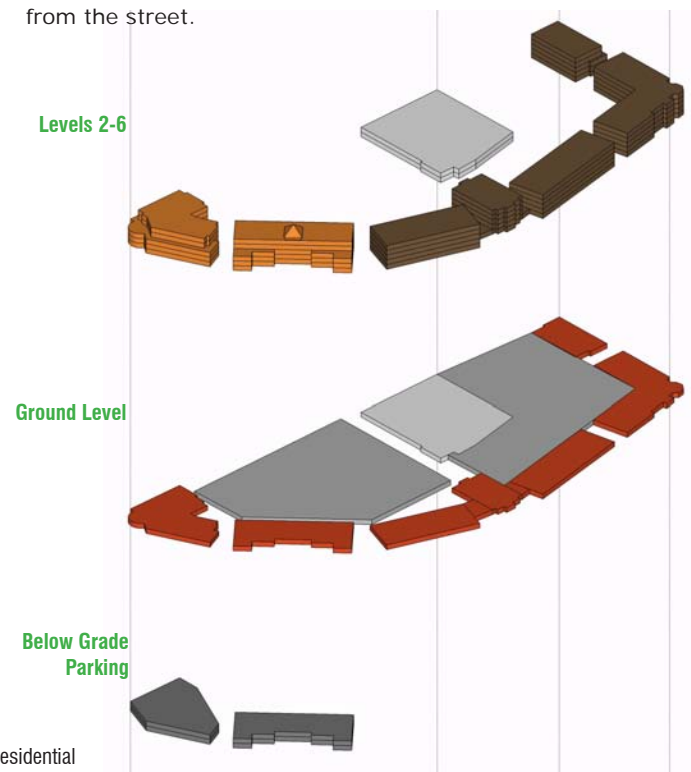 from the street.
Levels 2-6
Ground Level
Below Grade
Parking
esidential